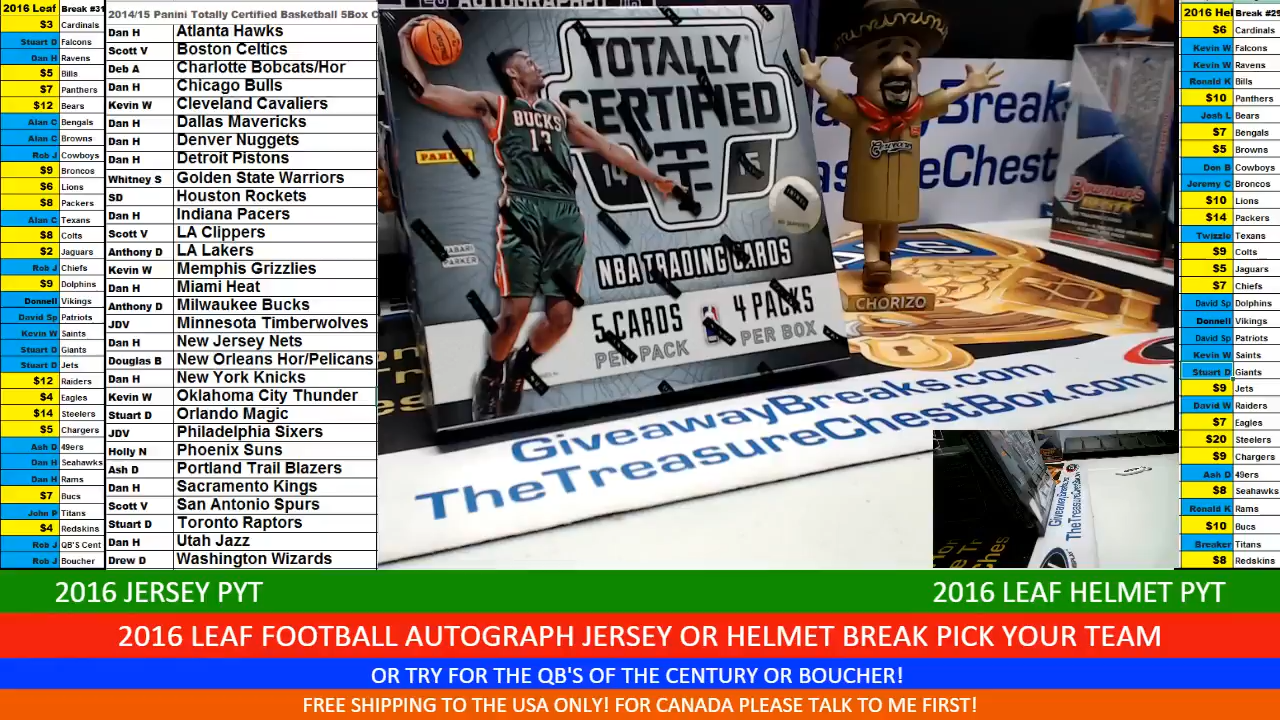 2016 Leaf Break #31
$3 Cardinals
Stuart D Falcons
Dan H Ravens
$5 Bills
$7 Panthers
$12 Bears
Alan C Bengals
Alan C Browns
Rob J Cowboys
$9 Broncos
$6 Lions
$8 Packers
Alan C Texans
$8 Colts
$2 Jaguars
Rob J Chiefs
$9 Dolphins
Donnell Vikings
David Sp Patriots
Kevin W Saints
Stuart D Giants
Stuart D Jets
$12 Raiders
$4 Eagles
$14 Steelers
$5 Chargers
Ash D 49ers
Dan H Seahawks
Dan H Rams
$7 Bucs
John P Titans
$4 Redskins
Rob J QB'S Cent
Rob J Boucher
2014/15 Panini Totally Certified Basketball 5Box C
Dan H Atlanta Hawks
Scott V Boston Celtics
Deb A Charlotte Bobcats/Hor
Dan H Chicago Bulls
Kevin W Cleveland Cavaliers
Dan H Dallas Mavericks
Dan H Denver Nuggets
Dan H Detroit Pistons
Whitney S Golden State Warriors
SD Houston Rockets
Dan H Indiana Pacers
Scott V LA Clippers
Anthony D LA Lakers
Kevin W Memphis Grizzlies
Dan H Miami Heat
Anthony D Milwaukee Bucks
JDV Minnesota Timberwolves
Dan H New Jersey Nets
Douglas B New Orleans Hor/Pelicans
Dan H New York Knicks
Kevin W Oklahoma City Thunder
Stuart D Orlando Magic
JDV Philadelphia Sixers
Holly N Phoenix Suns
Ash D Portland Trail Blazers
Dan H Sacramento Kings
Scott V San Antonio Spurs
Stuart D Toronto Raptors
Dan H Utah Jazz
Drew D Washington Wizards
TOTALLY
CERTIFIED
14 TC 15
PANINI
BUCKS
12
JABARI
PARKER
NBA TRADING CARDS
5 CARDS
PER PACK
4 PACKS
PER BOX
CHORIZO
Bowman's
BEST
GiveawayBreaks.com
TheTreasureChestBox.com
2016 Hel Break #29
$6 Cardinals
Kevin W Falcons
Kevin W Ravens
Ronald K Bills
$10 Panthers
Josh L Bears
$7 Bengals
$5 Browns
Don B Cowboys
Jeremy C Broncos
$10 Lions
$14 Packers
Twizzle Texans
$9 Colts
$5 Jaguars
$7 Chiefs
David Sp Dolphins
Donnell Vikings
David Sp Patriots
Kevin W Saints
Stuart D Giants
$9 Jets
David W Raiders
$7 Eagles
$20 Steelers
$9 Chargers
Ash D 49ers
$8 Seahawks
Ronald K Rams
$10 Bucs
Breaker Titans
$8 Redskins
2016 JERSEY PYT
2016 LEAF HELMET PYT
2016 LEAF FOOTBALL AUTOGRAPH JERSEY OR HELMET BREAK PICK YOUR TEAM
OR TRY FOR THE QB'S OF THE CENTURY OR BOUCHER!
FREE SHIPPING TO THE USA ONLY! FOR CANADA PLEASE TALK TO ME FIRST!